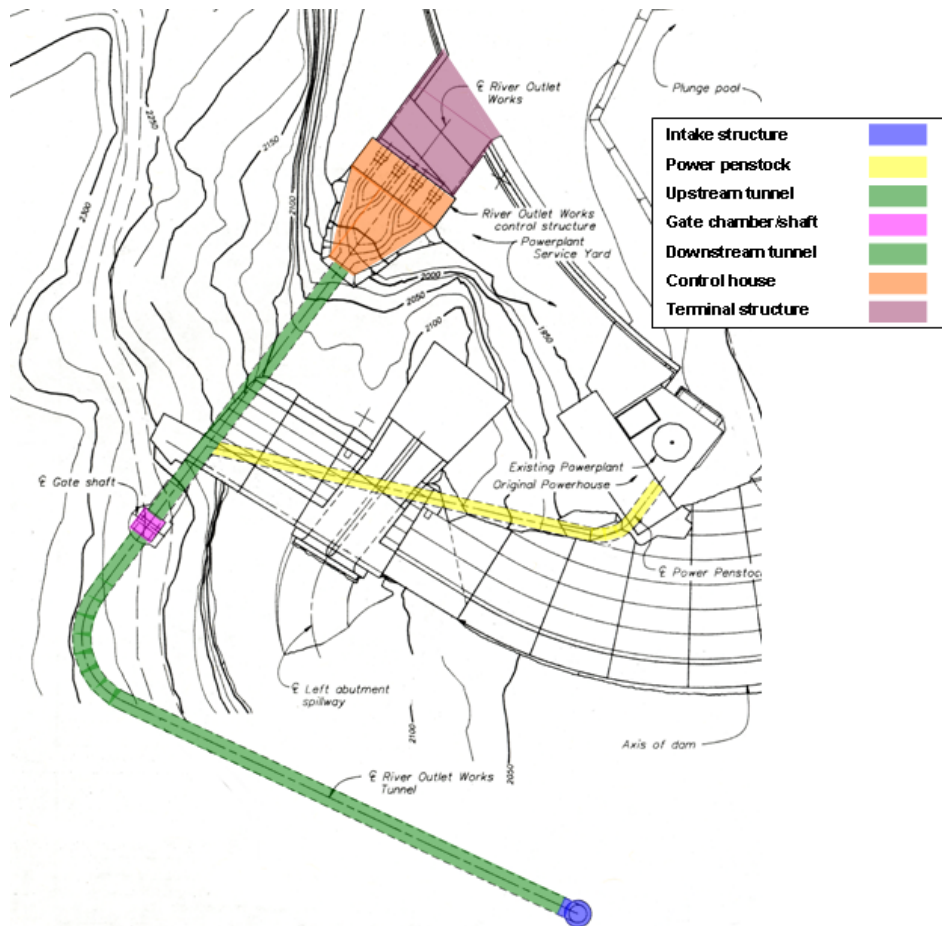 ℄ River Outlet
Works
Plunge pool
Intake structure
Power penstock
Upstream tunnel
Gate chamber/shaft
Downstream tunnel
Control house
Terminal structure
2250
2150
2300
2100
River Outlet Works
control structure
Powerplant
Service Yard
2000
2050
2100
1950
℄ Gate shaft
Existing Powerplant
Original Powerhouse
℄ Power Penstoc
℄ Left abutment
spillway
2100
2050
Axis of dam
℄ River Outlet Works
Tunnel